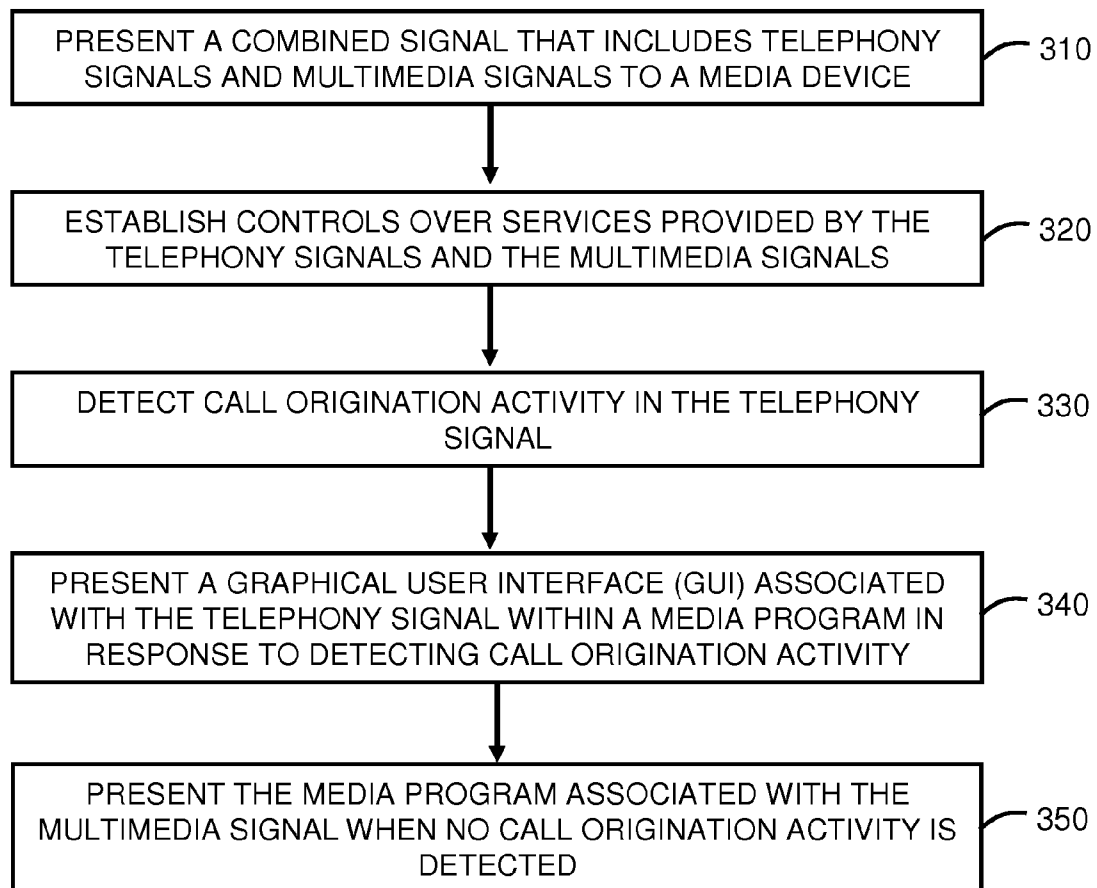 PRESENT A COMBINED SIGNAL THAT INCLUDES TELEPHONY
SIGNALS AND MULTIMEDIA SIGNALS TO A MEDIA DEVICE
310
ESTABLISH CONTROLS OVER SERVICES PROVIDED BY THE
TELEPHONY SIGNALS AND THE MULTIMEDIA SIGNALS
320
DETECT CALL ORIGINATION ACTIVITY IN THE TELEPHONY
SIGNAL
330
PRESENT A GRAPHICAL USER INTERFACE (GUI) ASSOCIATED
WITH THE TELEPHONY SIGNAL WITHIN A MEDIA PROGRAM IN
RESPONSE TO DETECTING CALL ORIGINATION ACTIVITY
340
PRESENT THE MEDIA PROGRAM ASSOCIATED WITH THE
MULTIMEDIA SIGNAL WHEN NO CALL ORIGINATION ACTIVITY IS
DETECTED
350